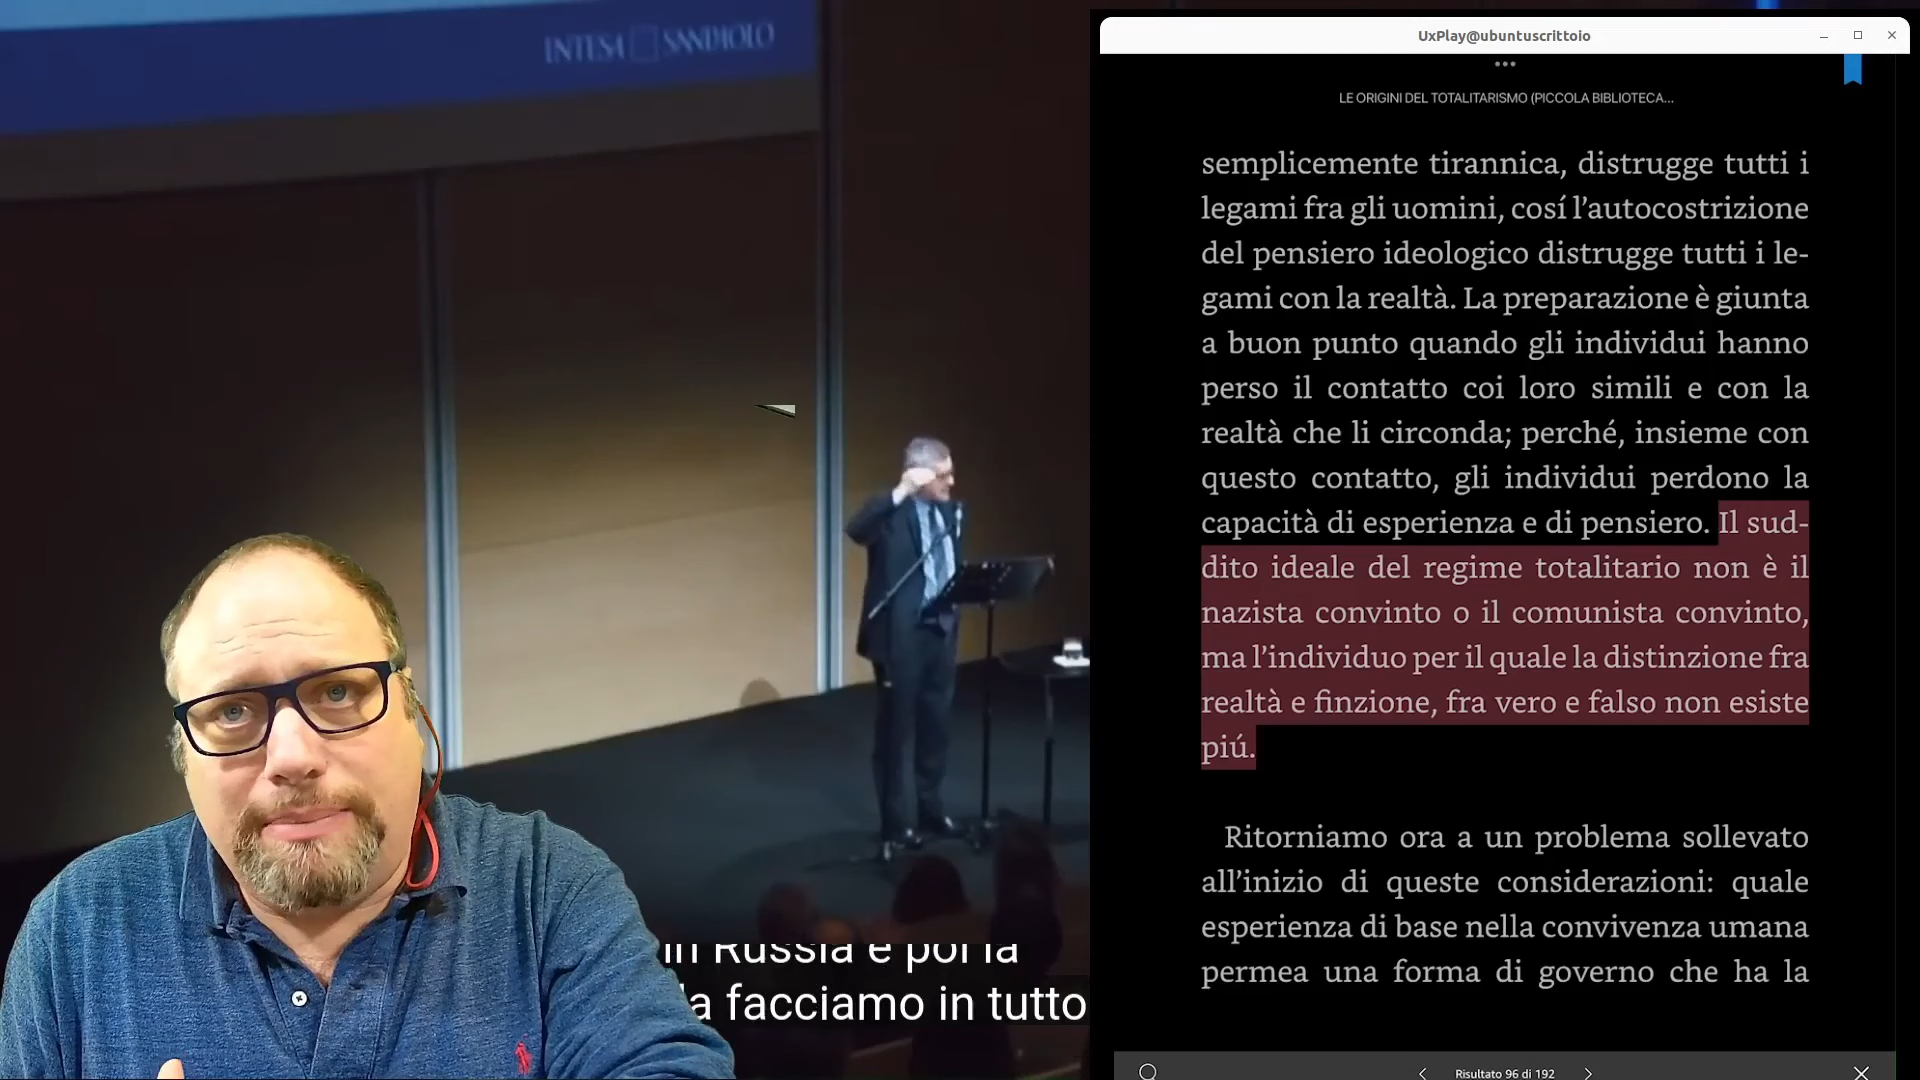 INTESA SANPAOLO
in Russia e poi la
la facciamo in tutto
UxPlay@ubuntuscrittoio
LE ORIGINI DEL TOTALITARISMO (PICCOLA BIBLIOTECA...
semplicemente tirannica, distrugge tutti i
legami fra gli uomini, cosí l'autocostrizione
del pensiero ideologico distrugge tutti i le-
gami con la realtà. La preparazione è giunta
a buon punto quando gli individui hanno
perso il contatto coi loro simili e con la
realtà che li circonda; perché, insieme con
questo contatto, gli individui perdono la
capacità di esperienza e di pensiero. Il sud-
dito ideale del regime totalitario non è il
nazista convinto o il comunista convinto,
ma l'individuo per il quale la distinzione fra
realtà e finzione, fra vero e falso non esiste
piú.
Ritorniamo ora a un problema sollevato
all'inizio di queste considerazioni: quale
esperienza di base nella convivenza umana
permea una forma di governo che ha la
Risultato 96 di 192